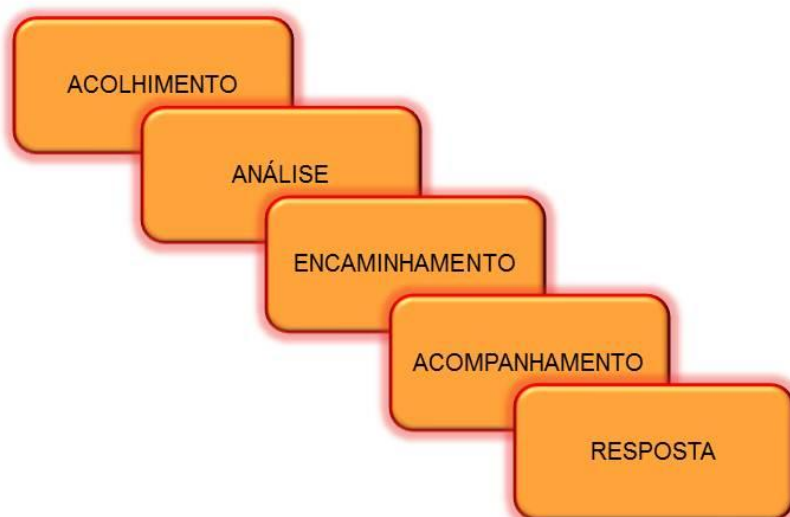 ACOLHIMENTO
ANÁLISE
ENCAMINHAMENTO
ACOMPANHAMENTO
RESPOSTA